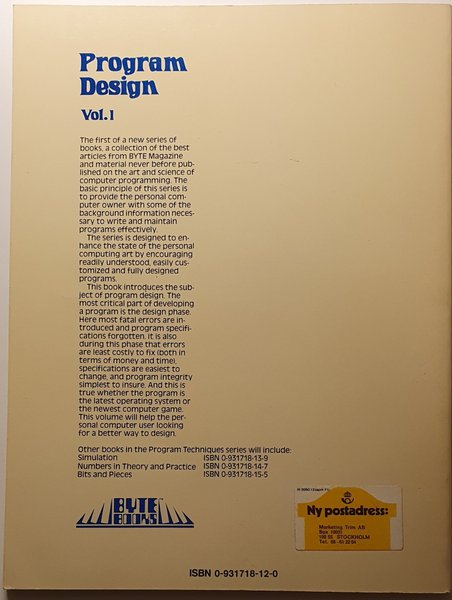 Program
Design
Vol.1
The first of a new series of
books, a collection of the best
articles from BYTE Magazine
and material never before pub-
lished on the art and science of
computer programming. The
basic principle of this series is
to provide the personal com-
puter owner with some of the
background information neces-
sary to write and maintain
programs effectively.
The series is designed to en-
hance the state of the personal
computing art by encouraging
readily understood, easily cus-
tomized and fully designed
programs.
This book introduces the sub-
ject of program design. The
most critical part of developing
a program is the design phase.
Here most fatal errors are in-
troduced and program specifi-
cations forgotten. It is also
during this phase that errors
are least costly to fix (both in
terms of money and time),
specifications are easiest to
change, and program integrity
simplest to insure. And this is
true whether the program is
the latest operating system or
the newest computer game.
This volume will help the per-
sonal computer user looking
for a better way to design.
Other books in the Program Techniques series will include:
Simulation ISBN 0-931718-13-9
Numbers in Theory and Practice ISBN 0-931718-14-7
Bits and Pieces ISBN 0-931718-15-5
BYTE
BOOKS
Ny postadress:
Marketing Trim AB
Box
STOCKHOLM
Tel.
ISBN 0-931718-12-0